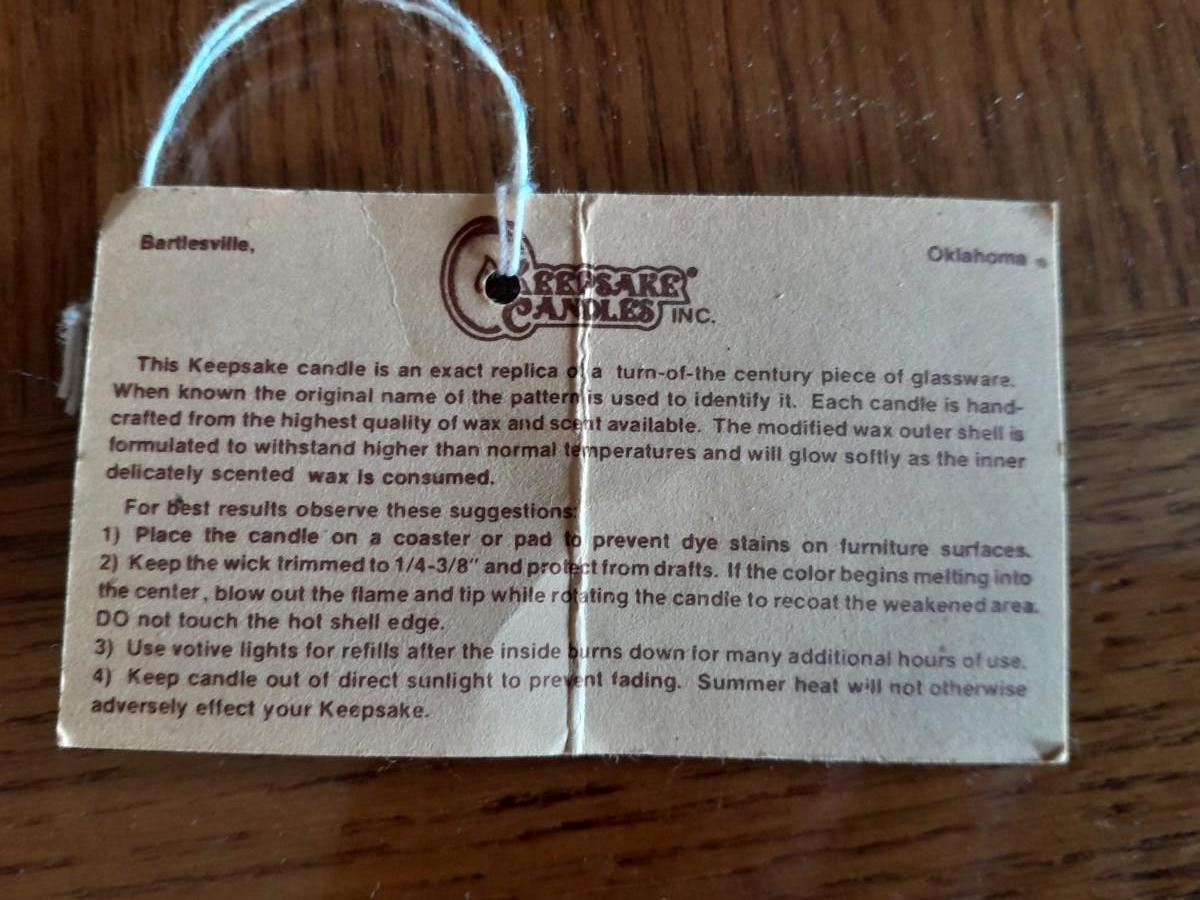 Bartlesville, Oklahoma
KEEPSAKE
CANDLES INC.
This Keepsake candle is an exact replica of a turn-of-the century piece of glassware.
When known the original name of the pattern is used to identify it. Each candle is hand-
crafted from the highest quality of wax and scent available. The modified wax outer shell is
formulated to withstand higher than normal temperatures and will glow softly as the inner
delicately scented wax is consumed.
For best results observe these suggestions:
1) Place the candle on a coaster or pad to prevent dye stains on furniture surfaces.
2) Keep the wick trimmed to 1/4-3/8" and protect from drafts. If the color begins melting into
the center, blow out the flame and tip while rotating the candle to recoat the weakened area.
DO not touch the hot shell edge.
3) Use votive lights for refills after the inside burns down for many additional hours of use.
4) Keep candle out of direct sunlight to prevent fading. Summer heat will not otherwise
adversely effect your Keepsake.